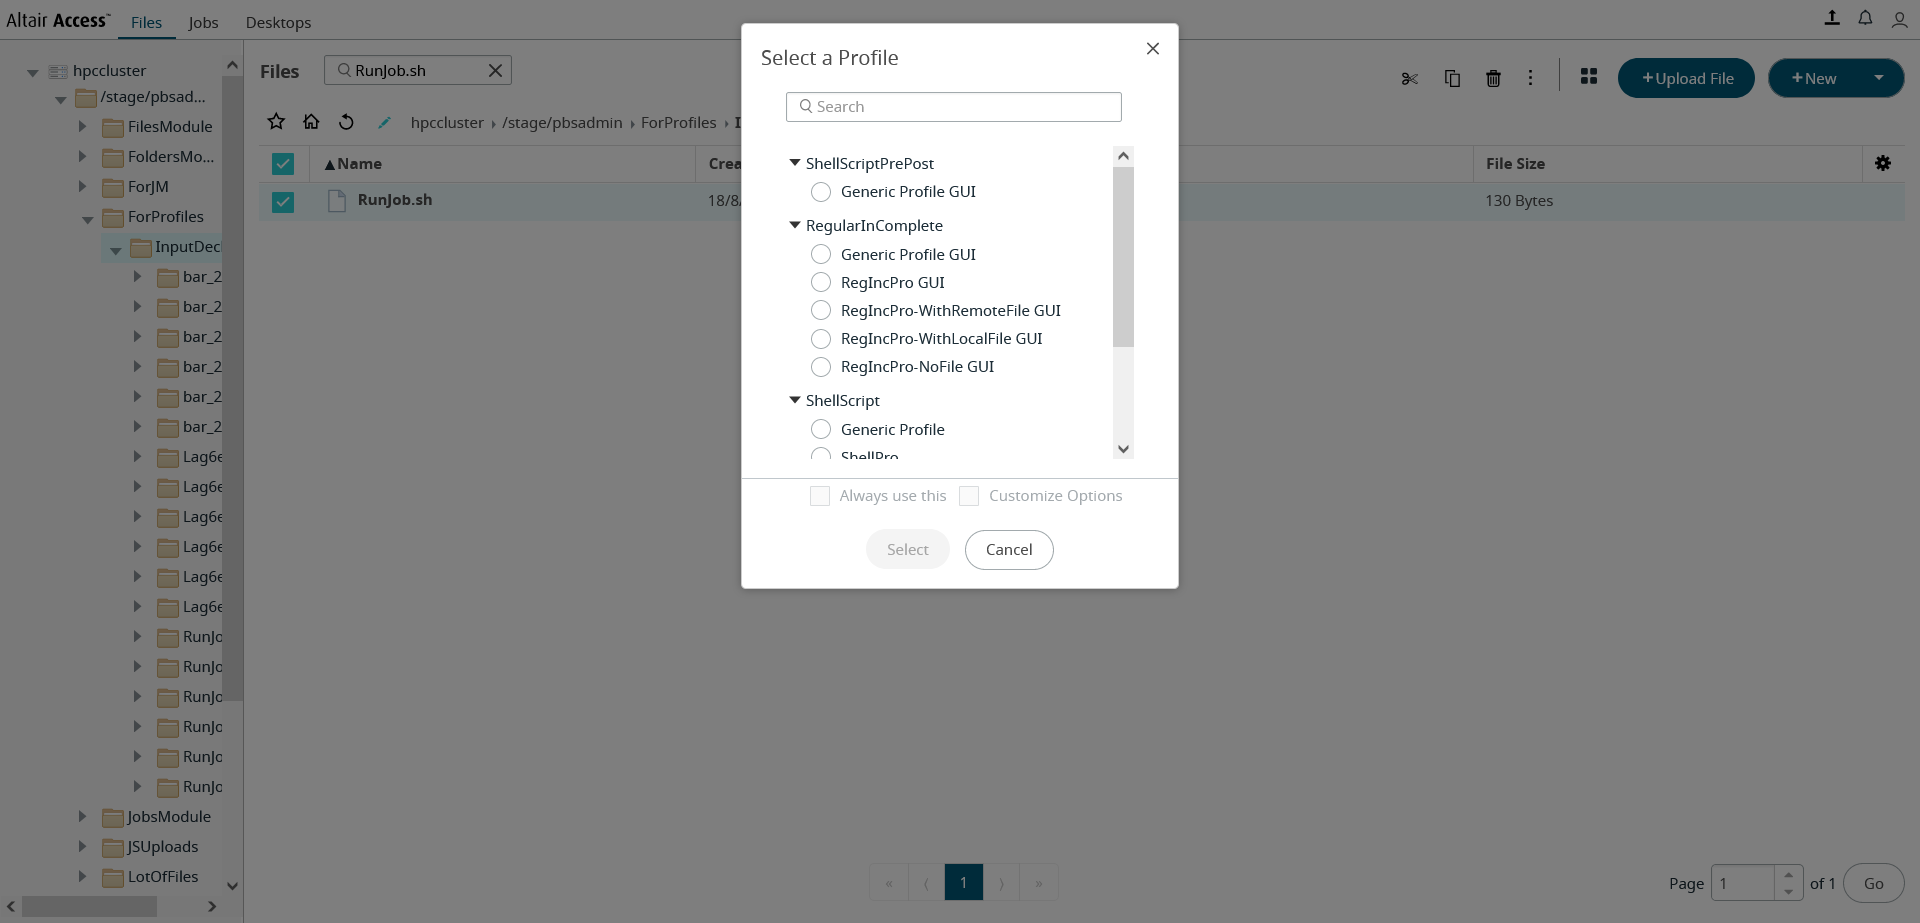 Altair Access™
Files
Jobs
Desktops
hpccluster
/stage/pbsad...
FilesModule
FoldersMo...
ForJM
ForProfiles
InputDeci
bar_2
bar_2
bar_2
bar_2
bar_2
bar_2
Lag6e
Lag6e
Lag6e
Lag6e
Lag6e
Lag6e
RunJo
RunJo
RunJo
RunJo
RunJo
RunJo
JobsModule
JSUploads
LotOfFiles
Files
RunJob.sh
+Upload File
+New
hpccluster › /stage/pbsadmin › ForProfiles › I
▲Name
Crea
File Size
RunJob.sh
18/8/
130 Bytes
Select a Profile
Search
ShellScriptPrePost
Generic Profile GUI
RegularInComplete
Generic Profile GUI
RegIncPro GUI
RegIncPro-WithRemoteFile GUI
RegIncPro-WithLocalFile GUI
RegIncPro-NoFile GUI
ShellScript
Generic Profile
ShellPro
Always use this
Customize Options
Select
Cancel
« ⟨ 1 ⟩ »
Page 1 of 1 Go